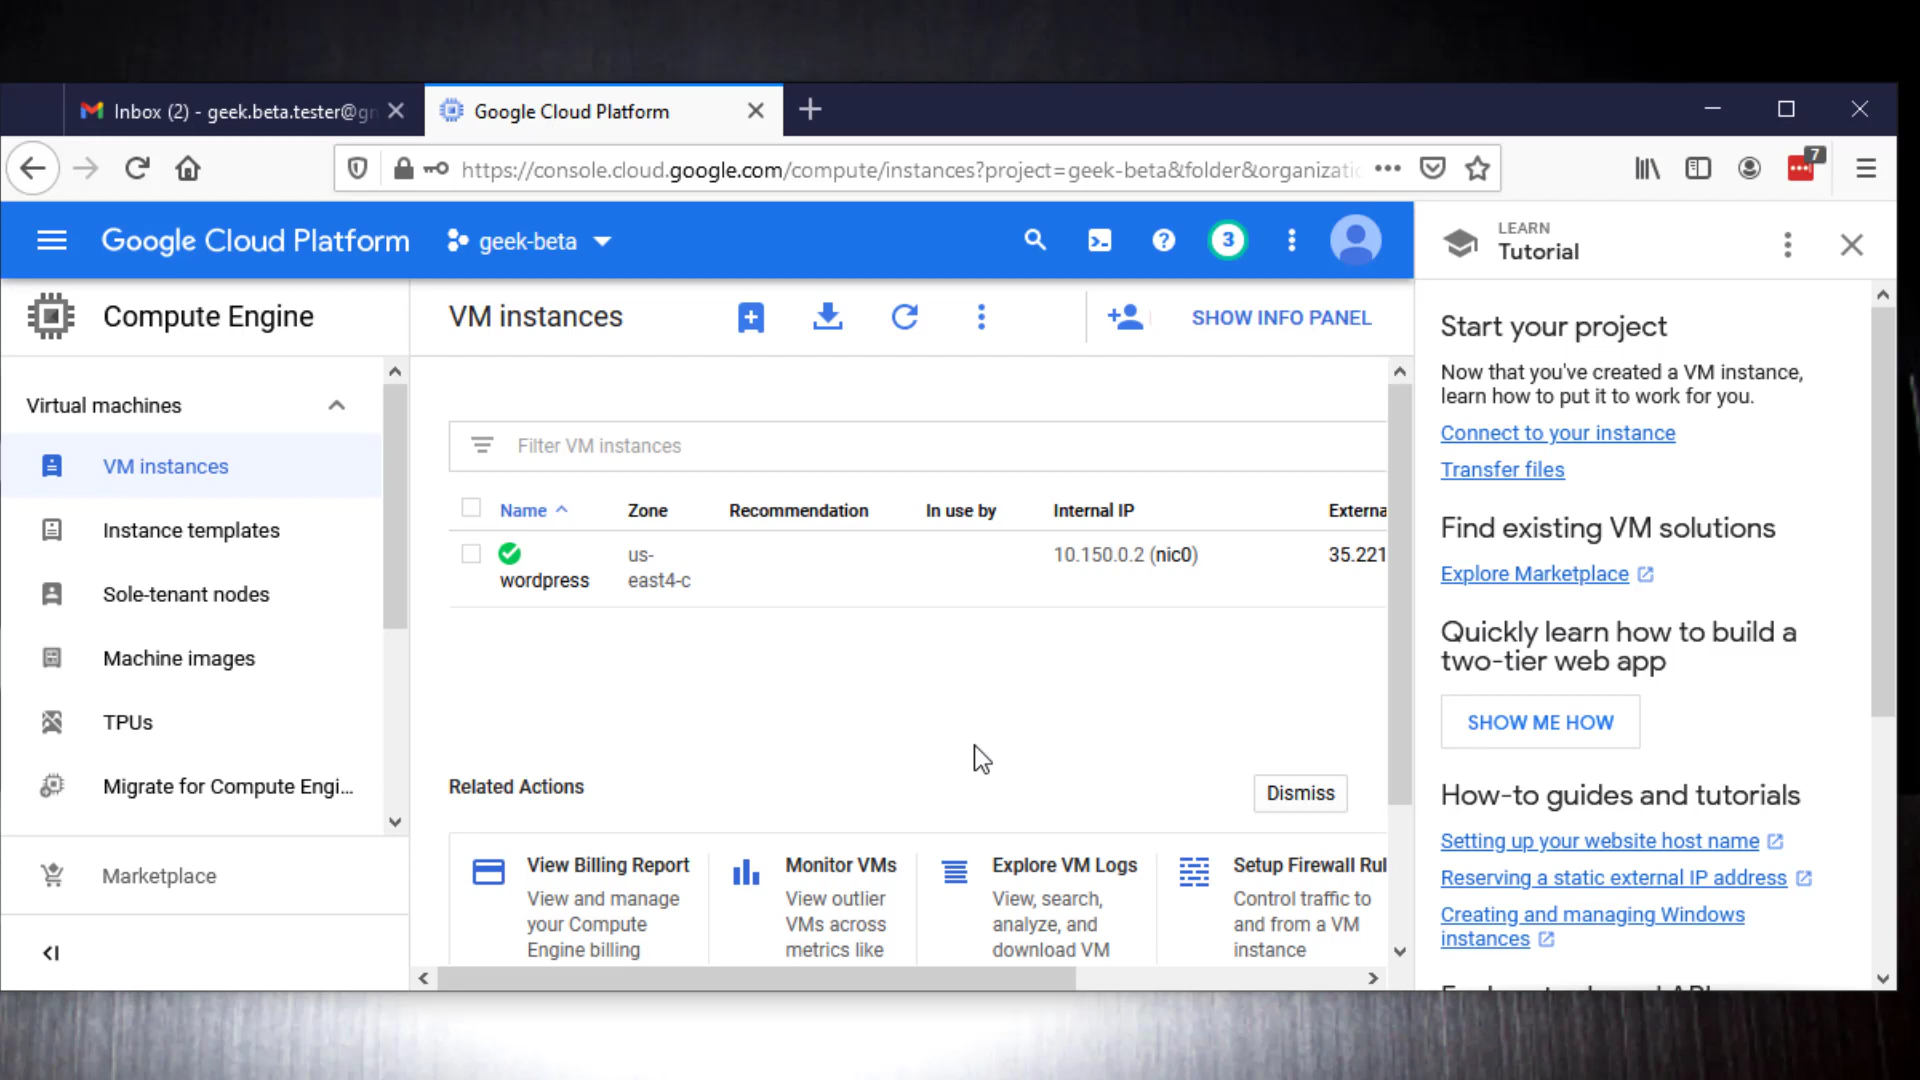 Inbox (2) - geek.beta.tester@gn
Google Cloud Platform
https://console.cloud.google.com/compute/instances?project=geek-beta&folder&organizati
7
Google Cloud Platform
geek-beta
3
LEARN
Tutorial
Compute Engine
VM instances
SHOW INFO PANEL
Virtual machines
VM instances
Instance templates
Sole-tenant nodes
Machine images
TPUs
Migrate for Compute Engi...
Marketplace
Filter VM instances
Name
Zone
Recommendation
In use by
Internal IP
Externa
wordpress
us-
east4-c
10.150.0.2 (nic0)
35.221
Related Actions
Dismiss
View Billing Report
View and manage
your Compute
Engine billing
Monitor VMs
View outlier
VMs across
metrics like
Explore VM Logs
View, search,
analyze, and
download VM
Setup Firewall Rul
Control traffic to
and from a VM
instance
Start your project
Now that you've created a VM instance,
learn how to put it to work for you.
Connect to your instance
Transfer files
Find existing VM solutions
Explore Marketplace
Quickly learn how to build a
two-tier web app
SHOW ME HOW
How-to guides and tutorials
Setting up your website host name
Reserving a static external IP address
Creating and managing Windows
instances